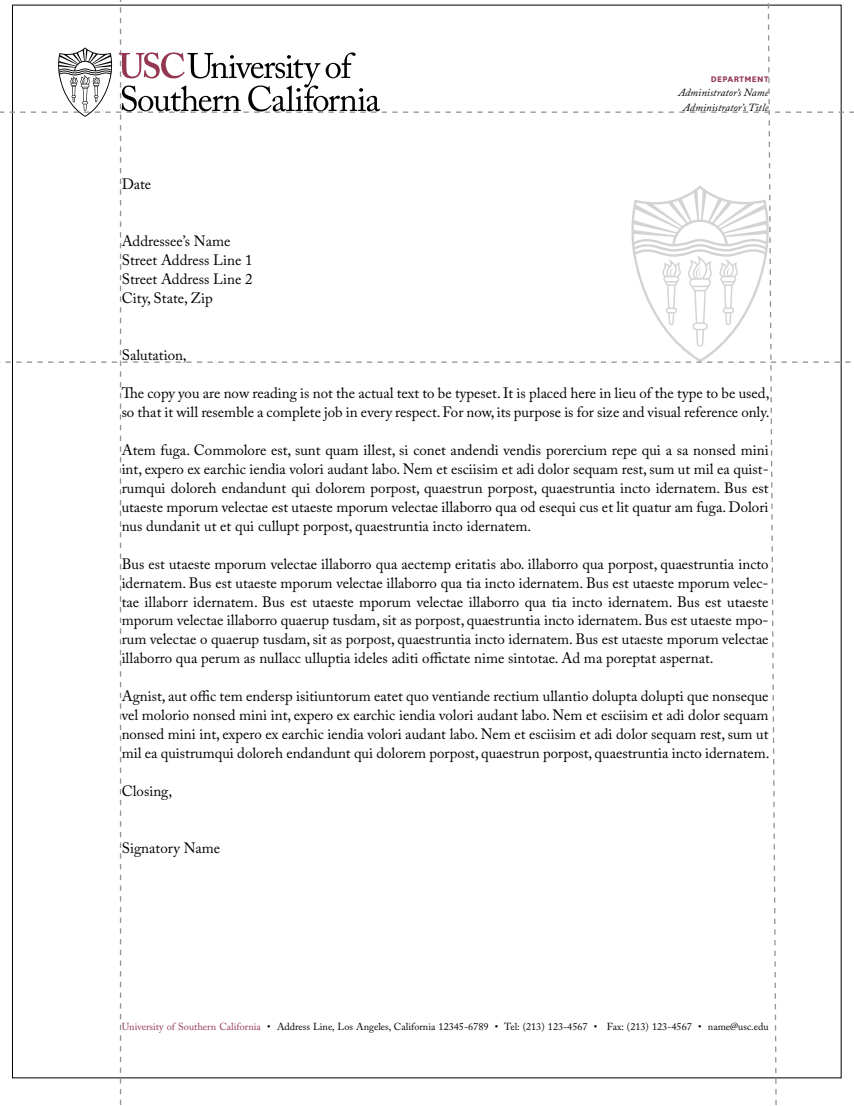 USC University of
Southern California
DEPARTMENT
Administrator's Name
Administrator's Title
Date
Addressee's Name
Street Address Line 1
Street Address Line 2
City, State, Zip
Salutation,
The copy you are now reading is not the actual text to be typeset. It is placed here in lieu of the type to be used,
so that it will resemble a complete job in every respect. For now, its purpose is for size and visual reference only.
Atem fuga. Commolore est, sunt quam illest, si conet andendi vendis porercium repe qui a sa nonsed mini
int, expero ex earchic iendia volori audant labo. Nem et esciisim et adi dolor sequam rest, sum ut mil ea quist-
rumqui doloreh endandunt qui dolorem porpost, quaestrun porpost, quaestruntia incto idernatem. Bus est
utaeste mporum velectae est utaeste mporum velectae illaborro qua od esequi cus et lit quatur am fuga. Dolori
nus dundanit ut et qui cullupt porpost, quaestruntia incto idernatem.
Bus est utaeste mporum velectae illaborro qua aectemp eritatis abo. illaborro qua porpost, quaestruntia incto
idernatem. Bus est utaeste mporum velectae illaborro qua tia incto idernatem. Bus est utaeste mporum velec-
tae illaborr idernatem. Bus est utaeste mporum velectae illaborro qua tia incto idernatem. Bus est utaeste
mporum velectae illaborro quaerup tusdam, sit as porpost, quaestruntia incto idernatem. Bus est utaeste mpo-
rum velectae o quaerup tusdam, sit as porpost, quaestruntia incto idernatem. Bus est utaeste mporum velectae
illaborro qua perum as nullacc ulluptia ideles aditi offictate nime sintotae. Ad ma poreptat aspernat.
Agnist, aut offic tem endersp isitiuntorum eatet quo ventiande rectium ullantio dolupta dolupti que nonseque
vel molorio nonsed mini int, expero ex earchic iendia volori audant labo. Nem et esciisim et adi dolor sequam
nonsed mini int, expero ex earchic iendia volori audant labo. Nem et esciisim et adi dolor sequam rest, sum ut
mil ea quistrumqui doloreh endandunt qui dolorem porpost, quaestrun porpost, quaestruntia incto idernatem.
Closing,
Signatory Name
University of Southern California • Address Line, Los Angeles, California 12345-6789 • Tel: (213) 123-4567 • Fax: (213) 123-4567 • name@usc.edu